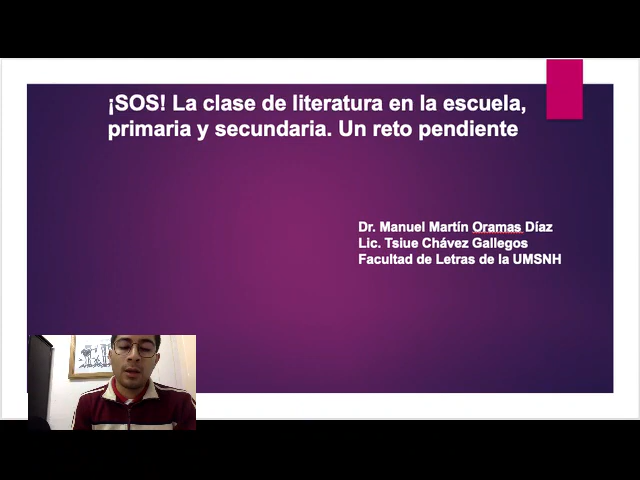 ¡SOS! La clase de literatura en la escuela,
primaria y secundaria. Un reto pendiente
Dr. Manuel Martín Oramas Díaz
Lic. Tsiue Chávez Gallegos
Facultad de Letras de la UMSNH